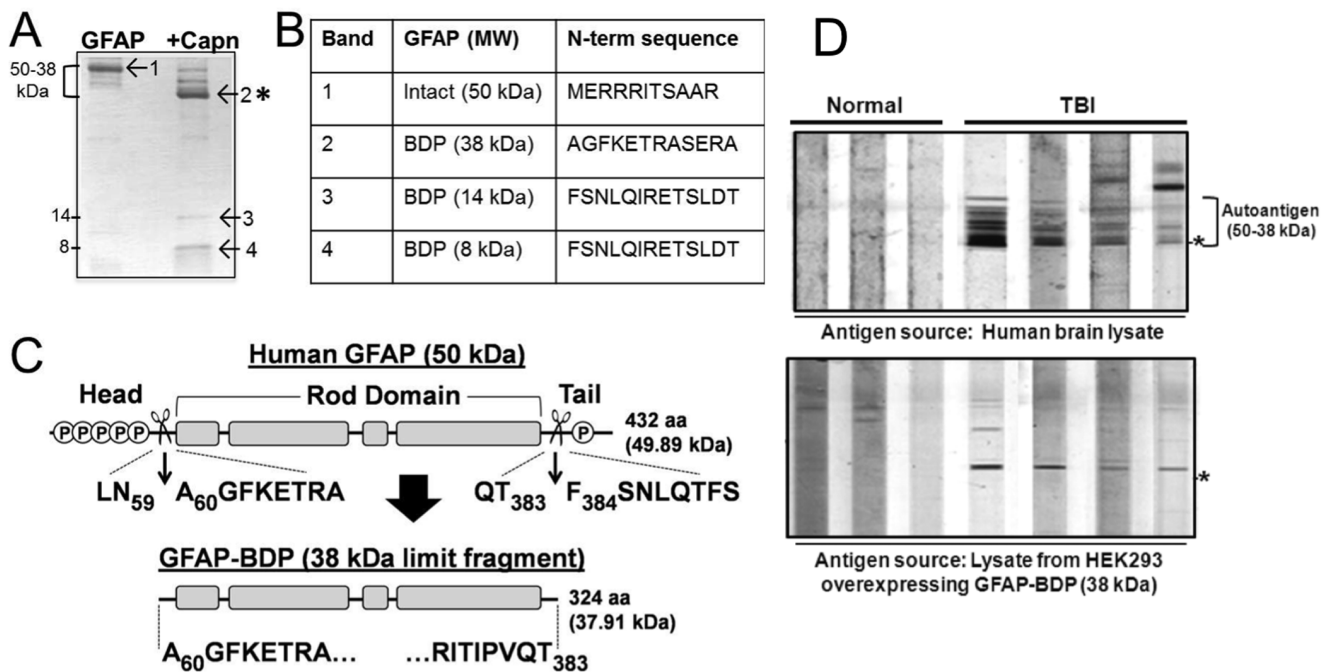 A
GFAP +Capn
50-38
kDa
1
2*
14
3
8
4
B
Band GFAP (MW) N-term sequence
1 Intact (50 kDa) MERRRITSAAR
2 BDP (38 kDa) AGFKETRASERA
3 BDP (14 kDa) FSNLQIRETSLDT
4 BDP (8 kDa) FSNLQIRETSLDT
C
Human GFAP (50 kDa)
Head Rod Domain Tail
P P P P P P
432 aa
(49.89 kDa)
LN59 A60GFKETRA QT383 F384SNLQTFS
GFAP-BDP (38 kDa limit fragment)
324 aa
(37.91 kDa)
A60GFKETRA... ...RITIPVQT383
D
Normal TBI
Autoantigen
(50-38 kDa)
*
Antigen source: Human brain lysate
*
Antigen source: Lysate from HEK293
overexpressing GFAP-BDP (38 kDa)